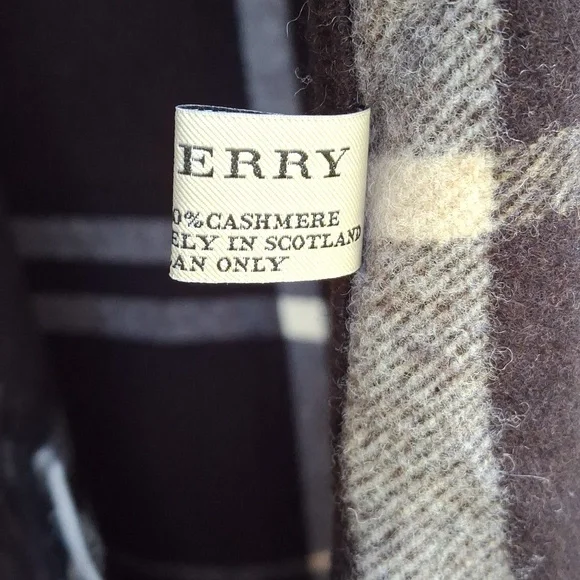 ERRY
0% CASHMERE
ELY IN SCOTLAND
AN ONLY